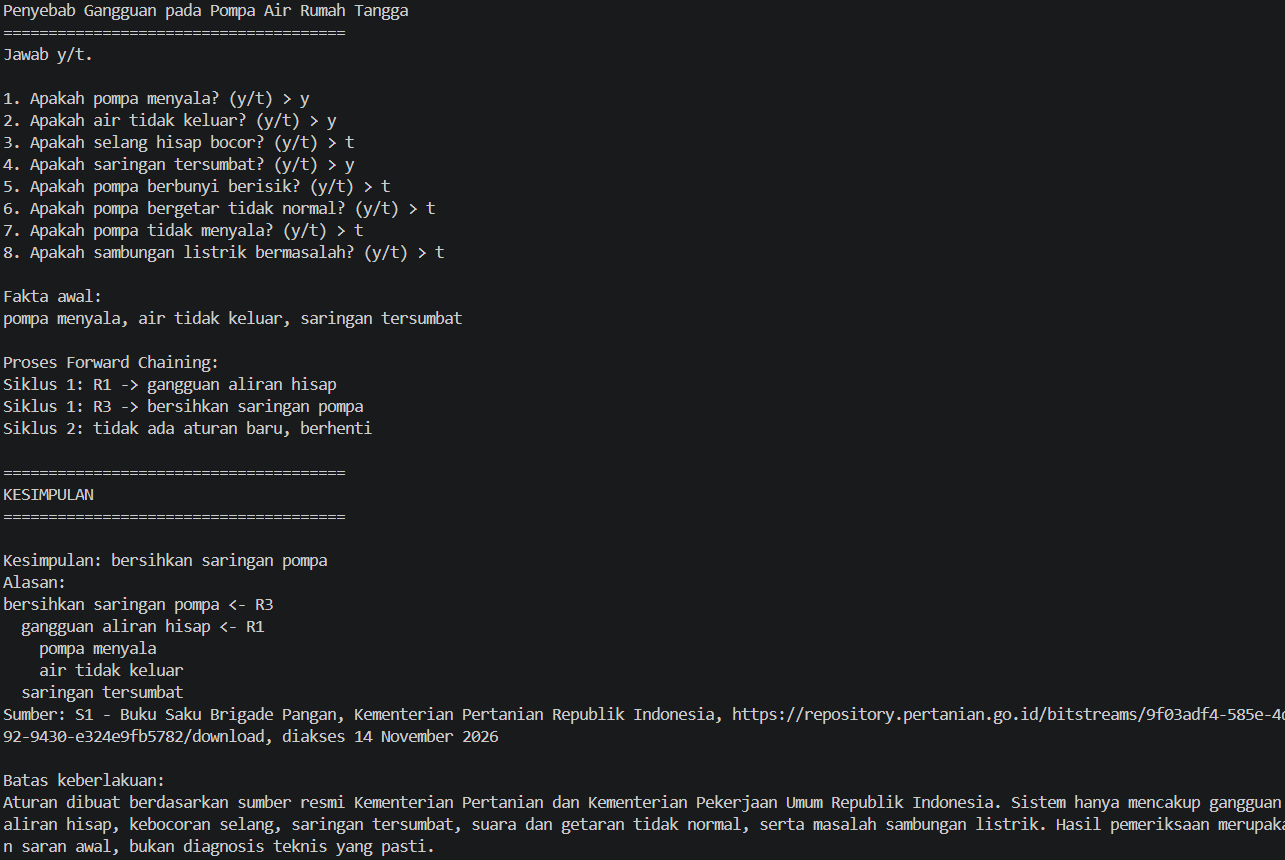 Penyebab Gangguan pada Pompa Air Rumah Tangga
======================================
Jawab y/t.
1. Apakah pompa menyala? (y/t) > y
2. Apakah air tidak keluar? (y/t) > y
3. Apakah selang hisap bocor? (y/t) > t
4. Apakah saringan tersumbat? (y/t) > y
5. Apakah pompa berbunyi berisik? (y/t) > t
6. Apakah pompa bergetar tidak normal? (y/t) > t
7. Apakah pompa tidak menyala? (y/t) > t
8. Apakah sambungan listrik bermasalah? (y/t) > t
Fakta awal:
pompa menyala, air tidak keluar, saringan tersumbat
Proses Forward Chaining:
Siklus 1: R1 -> gangguan aliran hisap
Siklus 1: R3 -> bersihkan saringan pompa
Siklus 2: tidak ada aturan baru, berhenti
======================================
KESIMPULAN
======================================
Kesimpulan: bersihkan saringan pompa
Alasan:
bersihkan saringan pompa <- R3
  gangguan aliran hisap <- R1
    pompa menyala
    air tidak keluar
  saringan tersumbat
Sumber: S1 - Buku Saku Brigade Pangan, Kementerian Pertanian Republik Indonesia, https://repository.pertanian.go.id/bitstreams/9f03adf4-585e-4
92-9430-e324e9fb5782/download, diakses 14 November 2026
Batas keberlakuan:
Aturan dibuat berdasarkan sumber resmi Kementerian Pertanian dan Kementerian Pekerjaan Umum Republik Indonesia. Sistem hanya mencakup gangguan
aliran hisap, kebocoran selang, saringan tersumbat, suara dan getaran tidak normal, serta masalah sambungan listrik. Hasil pemeriksaan merupaka
n saran awal, bukan diagnosis teknis yang pasti.